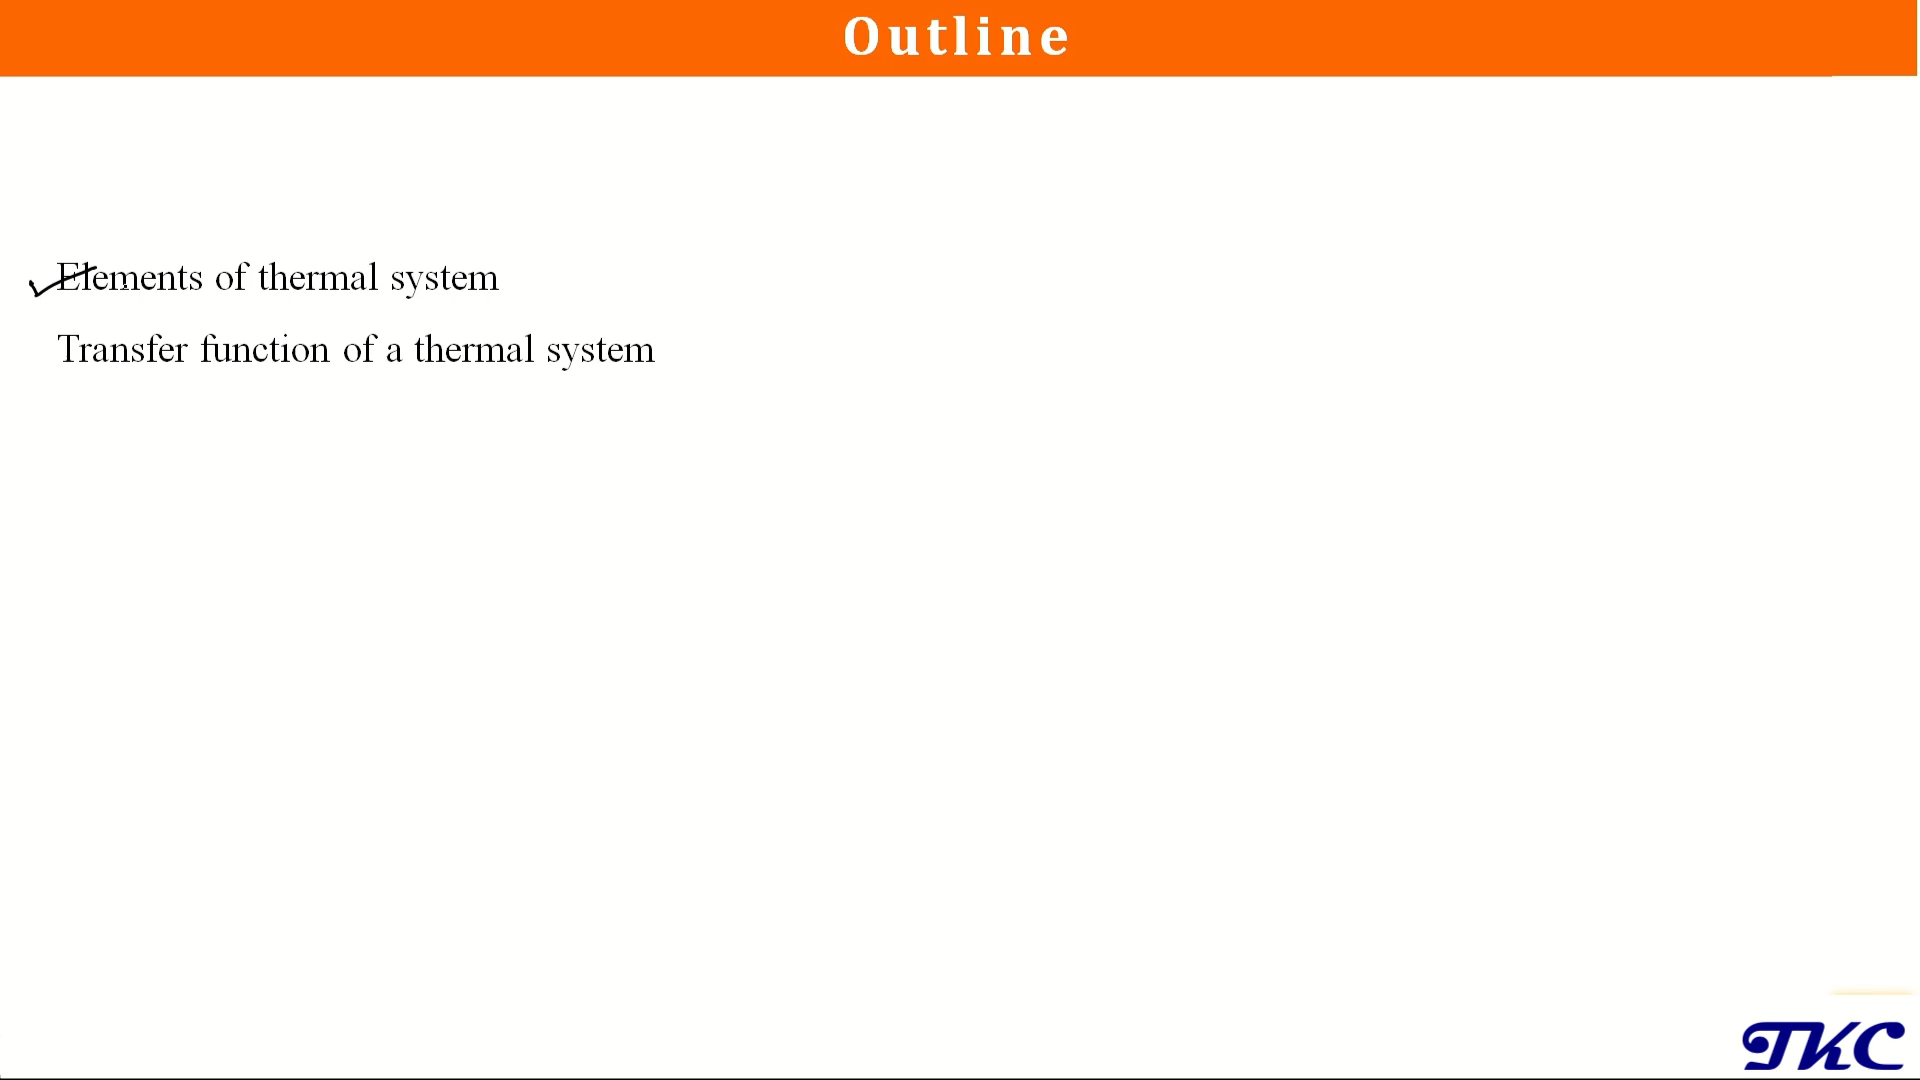 Outline
Elements of thermal system
Transfer function of a thermal system
TKC